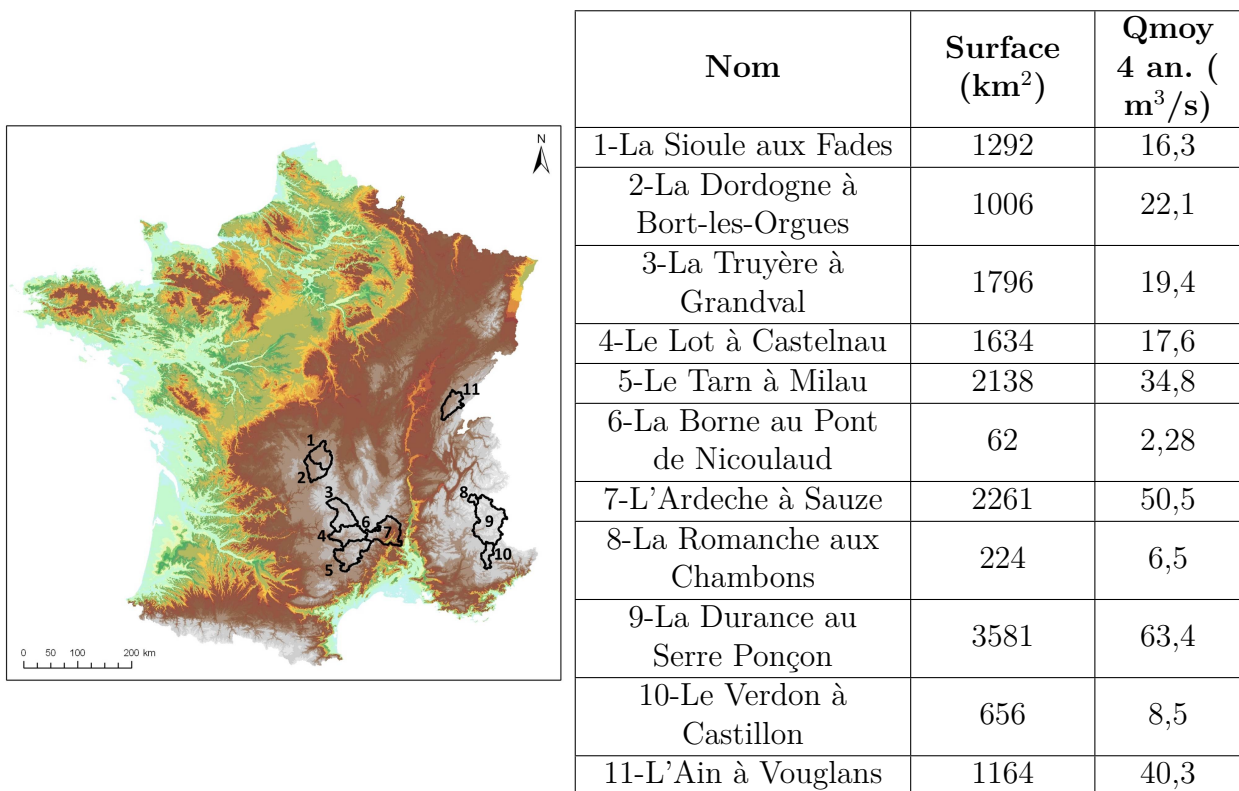 N
11
1
2
3
6
4
7
5
8
9
10
0 50 100 200 km
Nom
Surface
(km²)
Qmoy
4 an. (
m³/s)
1-La Sioule aux Fades
1292
16,3
2-La Dordogne à
Bort-les-Orgues
1006
22,1
3-La Truyère à
Grandval
1796
19,4
4-Le Lot à Castelnau
1634
17,6
5-Le Tarn à Milau
2138
34,8
6-La Borne au Pont
de Nicoulaud
62
2,28
7-L'Ardeche à Sauze
2261
50,5
8-La Romanche aux
Chambons
224
6,5
9-La Durance au
Serre Ponçon
3581
63,4
10-Le Verdon à
Castillon
656
8,5
11-L'Ain à Vouglans
1164
40,3